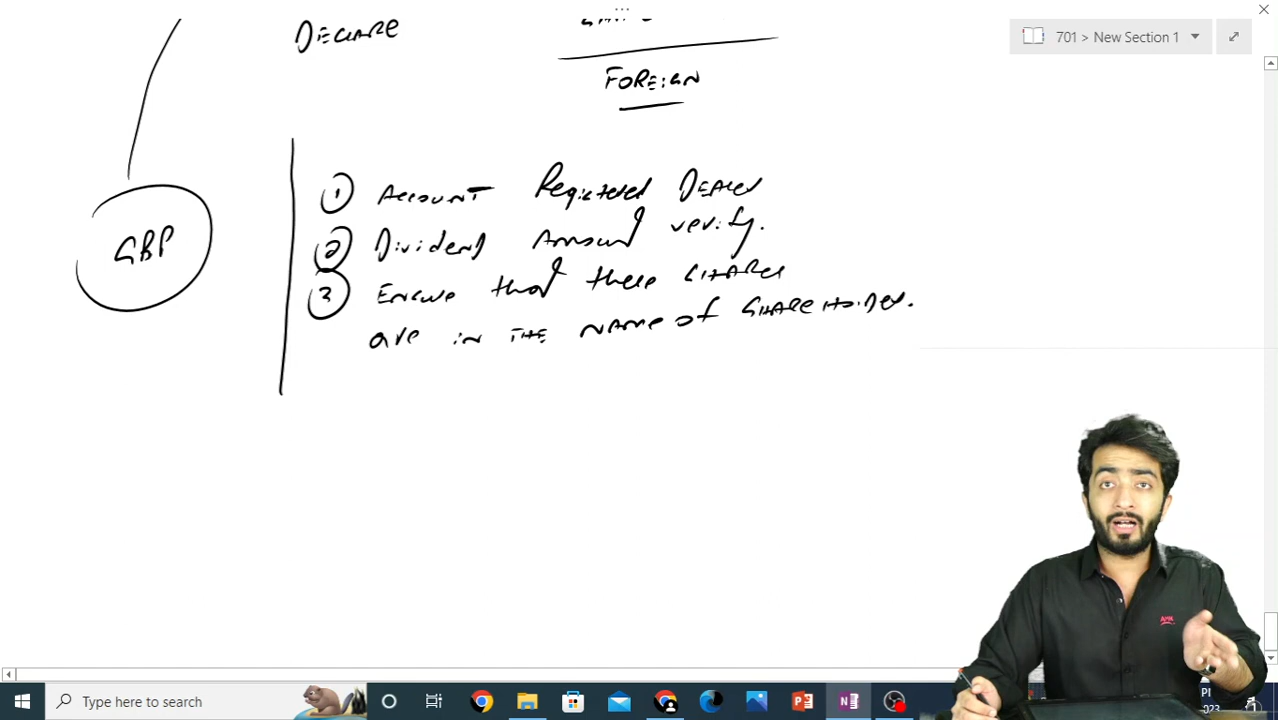 701 > New Section 1
DECLARE
FOREIGN
① ACCOUNT Registered DEALER
② Dividend Amount verify.
SBP
③ Ensure that these SHARes
are in THE NAME of SHAREHOLDER.
Type here to search